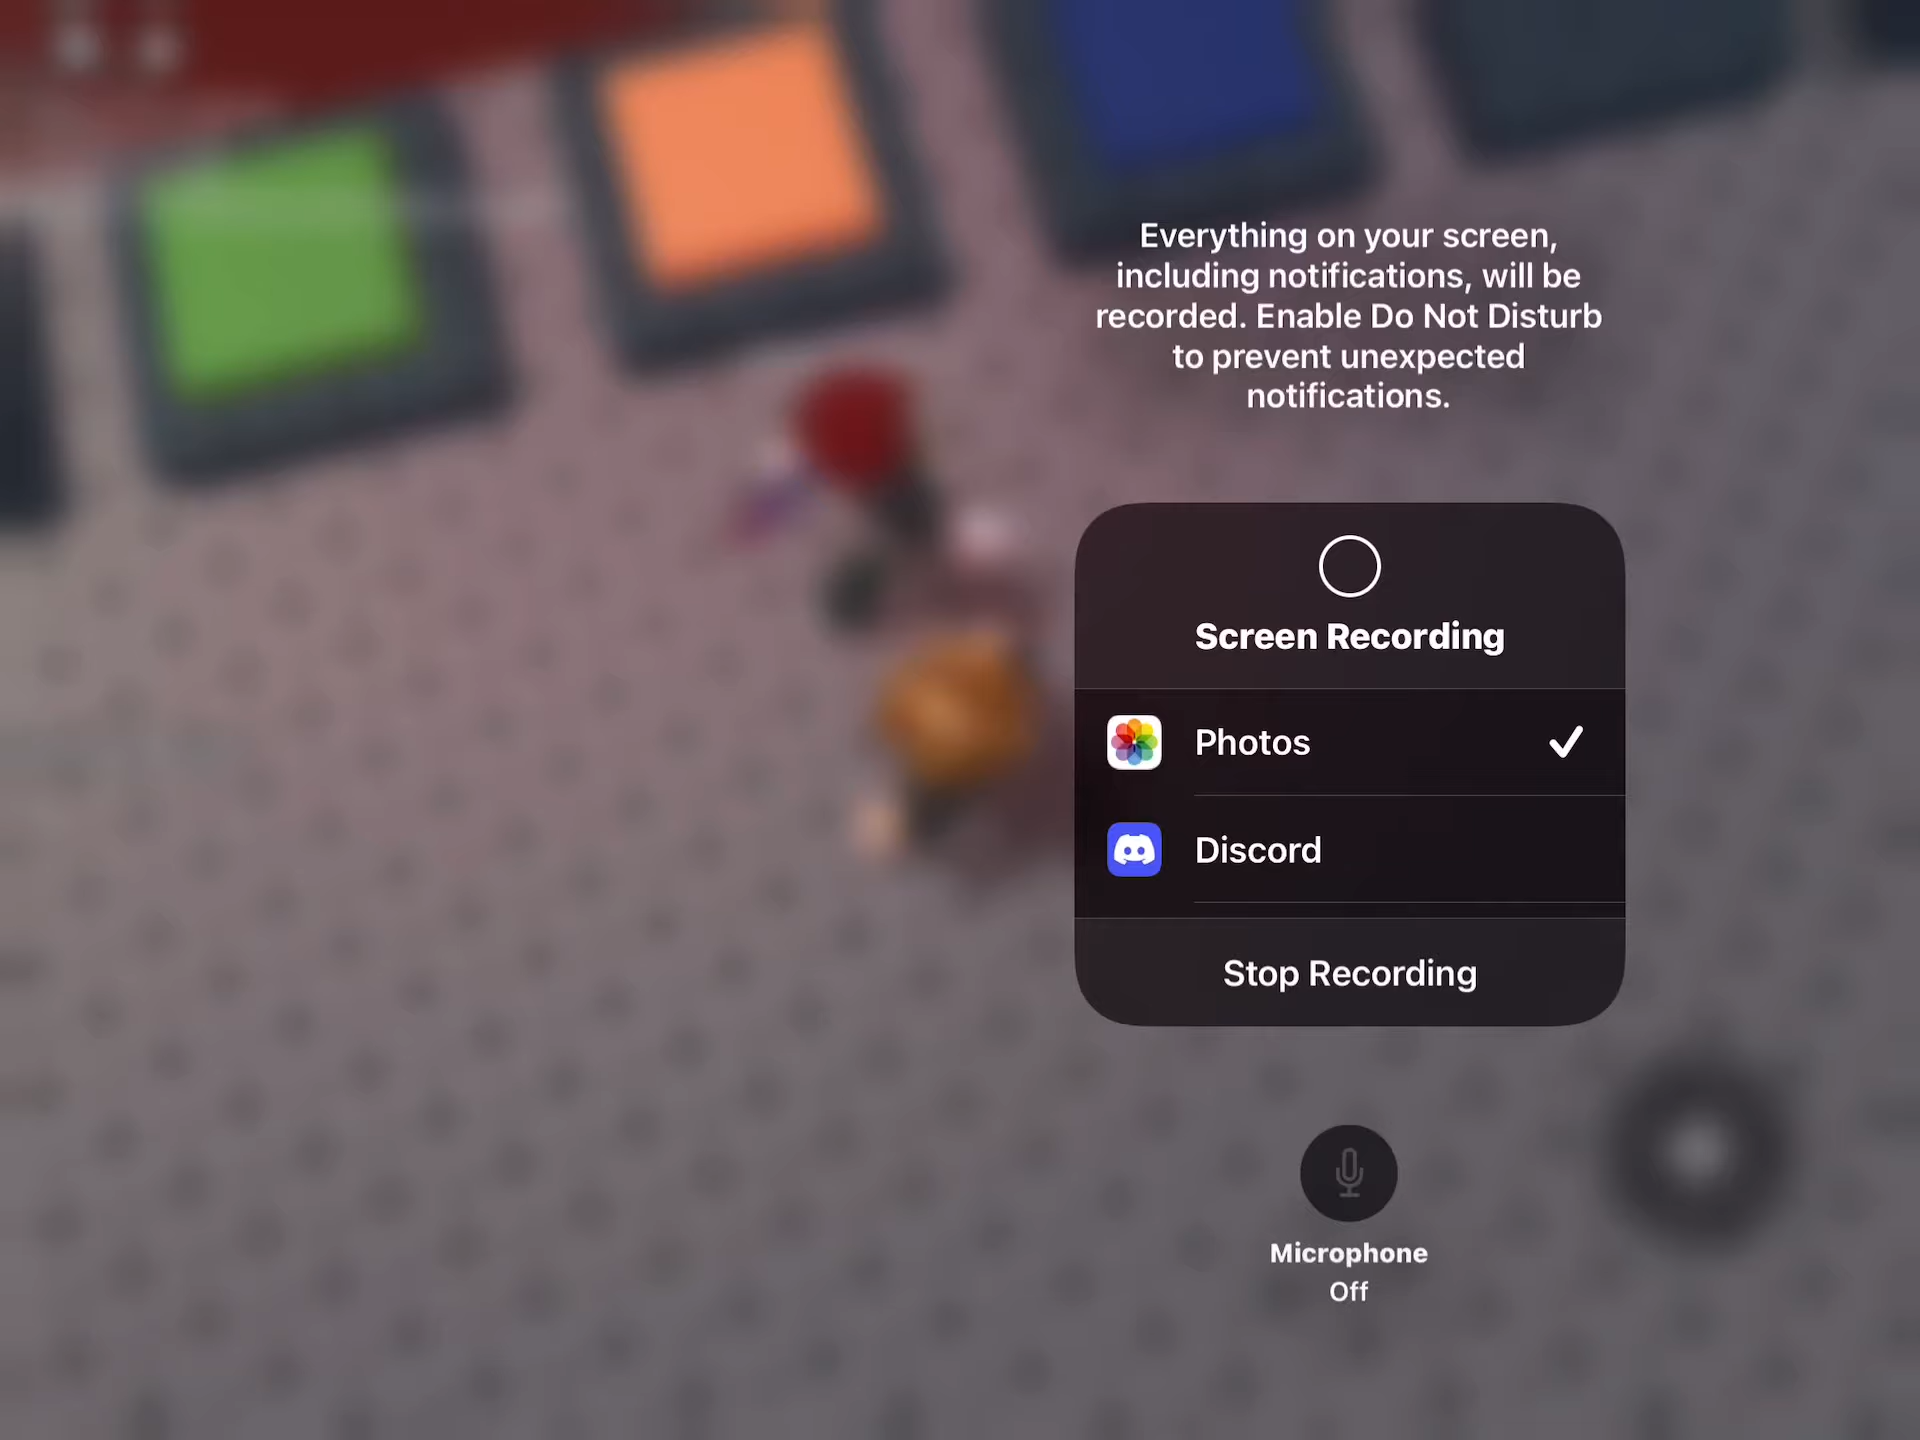 Everything on your screen,
including notifications, will be
recorded. Enable Do Not Disturb
to prevent unexpected
notifications.
Screen Recording
Photos
Discord
Stop Recording
Microphone
Off